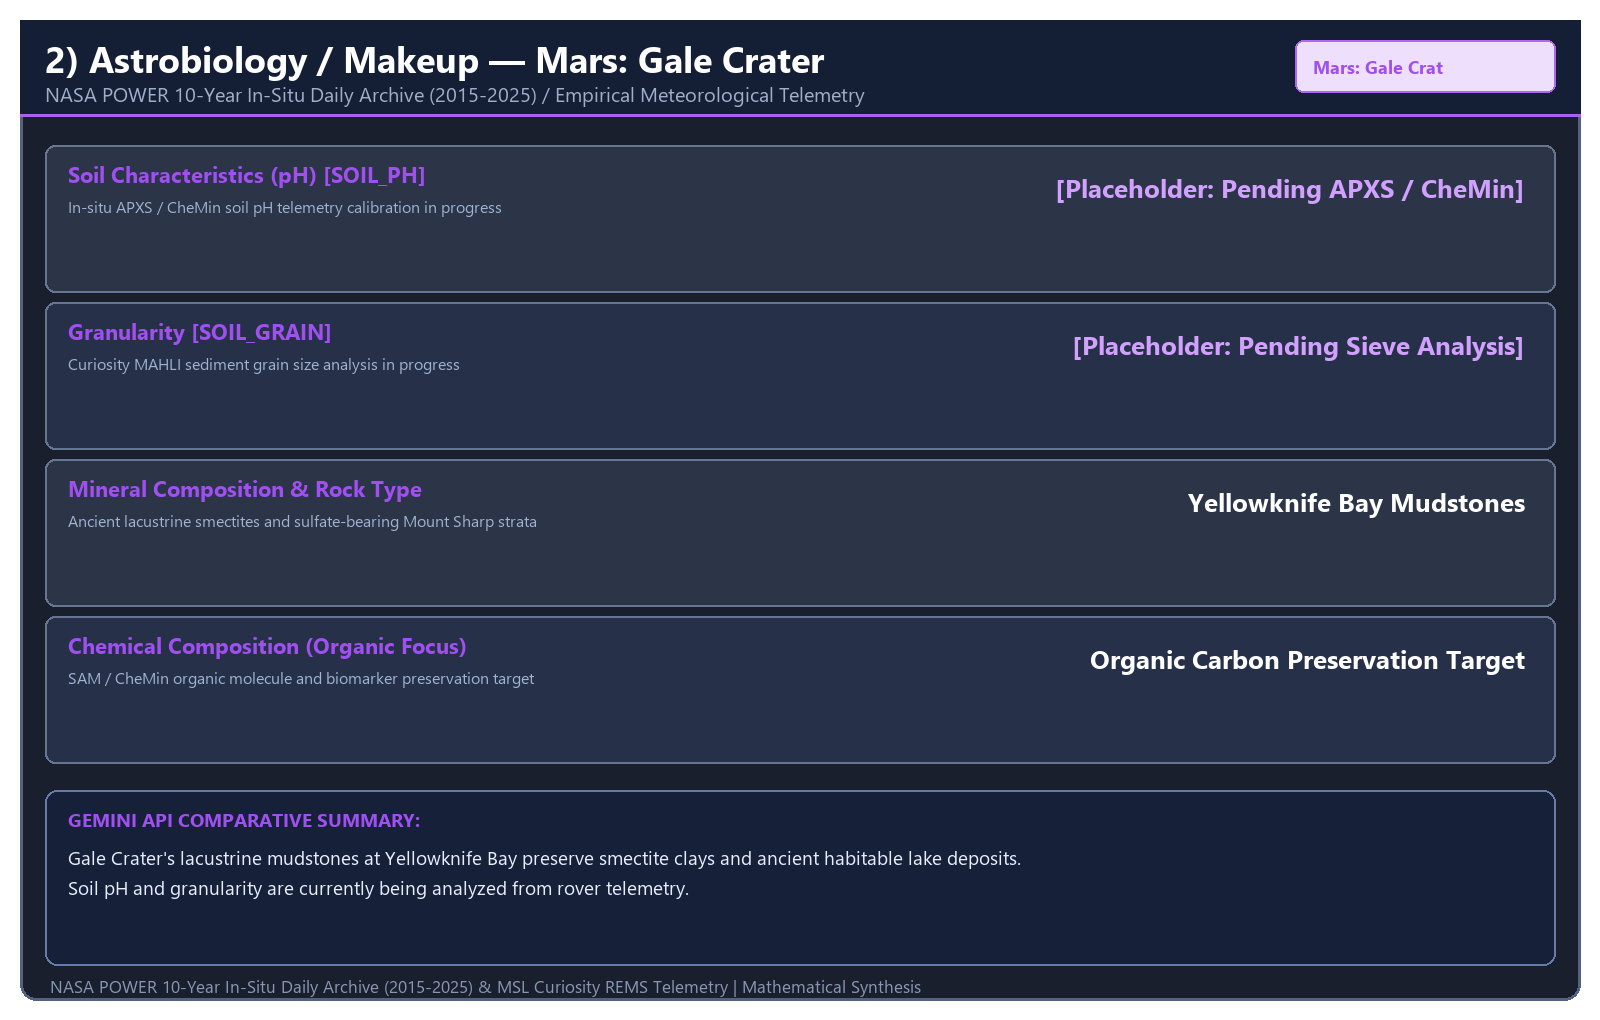 2) Astrobiology / Makeup — Mars: Gale Crater
NASA POWER 10-Year In-Situ Daily Archive (2015-2025) / Empirical Meteorological Telemetry
Mars: Gale Crat
Soil Characteristics (pH) [SOIL_PH]
In-situ APXS / CheMin soil pH telemetry calibration in progress
[Placeholder: Pending APXS / CheMin]
Granularity [SOIL_GRAIN]
Curiosity MAHLI sediment grain size analysis in progress
[Placeholder: Pending Sieve Analysis]
Mineral Composition & Rock Type
Ancient lacustrine smectites and sulfate-bearing Mount Sharp strata
Yellowknife Bay Mudstones
Chemical Composition (Organic Focus)
SAM / CheMin organic molecule and biomarker preservation target
Organic Carbon Preservation Target
GEMINI API COMPARATIVE SUMMARY:
Gale Crater's lacustrine mudstones at Yellowknife Bay preserve smectite clays and ancient habitable lake deposits.
Soil pH and granularity are currently being analyzed from rover telemetry.
NASA POWER 10-Year In-Situ Daily Archive (2015-2025) & MSL Curiosity REMS Telemetry | Mathematical Synthesis